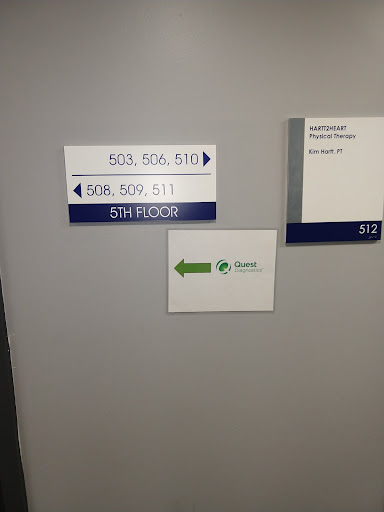 503, 506, 510
508, 509, 511
5TH FLOOR
HARTT2HEART
Physical Therapy
Kim Hartt, PT
512
Quest
Diagnostics